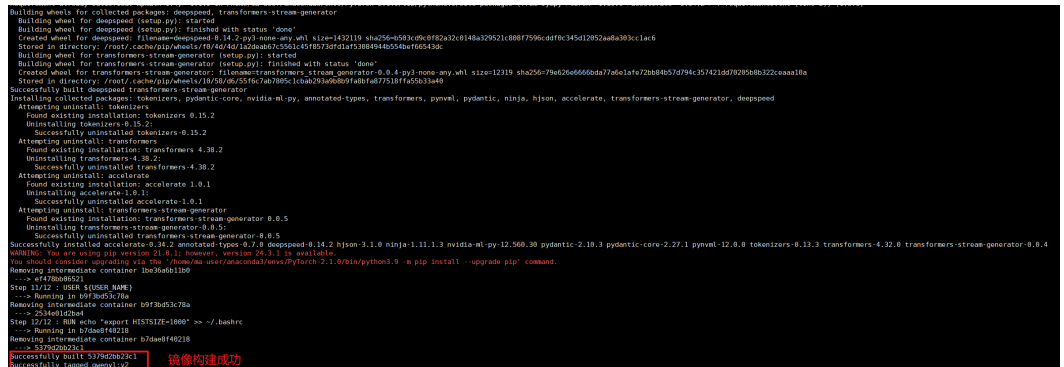 Building wheels for collected packages: deepspeed, transformers-stream-generator
Building wheel for deepspeed (setup.py): started
Building wheel for deepspeed (setup.py): finished with status 'done'
Created wheel for deepspeed: filename=deepspeed-0.14.2-py3-none-any.whl size=1432119 sha256=b503cd9c0f82a32c0148a329521c808f7596cddf0c345d12052aa8a303cc1ac6
Stored in directory: /root/.cache/pip/wheels/f0/4d/4d/1a2deab67c5561c45f8573dfd1af53084944b554bef66543dc
Building wheel for transformers-stream-generator (setup.py): started
Building wheel for transformers-stream-generator (setup.py): finished with status 'done'
Created wheel for transformers-stream-generator: filename=transformers_stream_generator-0.0.4-py3-none-any.whl size=12319 sha256=79e626e6666bda77a6e1afe72bb84b57d794c357421dd70205b8b322ceaaa10a
Stored in directory: /root/.cache/pip/wheels/10/58/d6/55f6c7ab7805c1cbab293a9b8b9fa8bfa877518ffa55b33a40
Successfully built deepspeed transformers-stream-generator
Installing collected packages: tokenizers, pydantic-core, nvidia-ml-py, annotated-types, transformers, pynvml, pydantic, ninja, hjson, accelerate, transformers-stream-generator, deepspeed
Attempting uninstall: tokenizers
Found existing installation: tokenizers 0.15.2
Uninstalling tokenizers-0.15.2:
Successfully uninstalled tokenizers-0.15.2
Attempting uninstall: transformers
Found existing installation: transformers 4.38.2
Uninstalling transformers-4.38.2:
Successfully uninstalled transformers-4.38.2
Attempting uninstall: accelerate
Found existing installation: accelerate 1.0.1
Uninstalling accelerate-1.0.1:
Successfully uninstalled accelerate-1.0.1
Attempting uninstall: transformers-stream-generator
Found existing installation: transformers-stream-generator 0.0.5
Uninstalling transformers-stream-generator-0.0.5:
Successfully uninstalled transformers-stream-generator-0.0.5
Successfully installed accelerate-0.34.2 annotated-types-0.7.0 deepspeed-0.14.2 hjson-3.1.0 ninja-1.11.1.3 nvidia-ml-py-12.560.30 pydantic-2.10.3 pydantic-core-2.27.1 pynvml-12.0.0 tokenizers-0.13.3 transformers-4.32.0 transformers-stream-generator-0.0.4
WARNING: You are using pip version 21.0.1; however, version 24.3.1 is available.
You should consider upgrading via the '/home/ma-user/anaconda3/envs/PyTorch-2.1.0/bin/python3.9 -m pip install --upgrade pip' command.
Removing intermediate container 1be36a6b11b0
---> ef478bb06521
Step 11/12 : USER ${USER_NAME}
---> Running in b9f3bd53c78a
Removing intermediate container b9f3bd53c78a
---> 2534e01d2ba4
Step 12/12 : RUN echo "export HISTSIZE=1000" >> ~/.bashrc
---> Running in b7dae8f40218
Removing intermediate container b7dae8f40218
---> 5379d2bb23c1
Successfully built 5379d2bb23c1 镜像构建成功
Successfully tagged qwenvl:v2